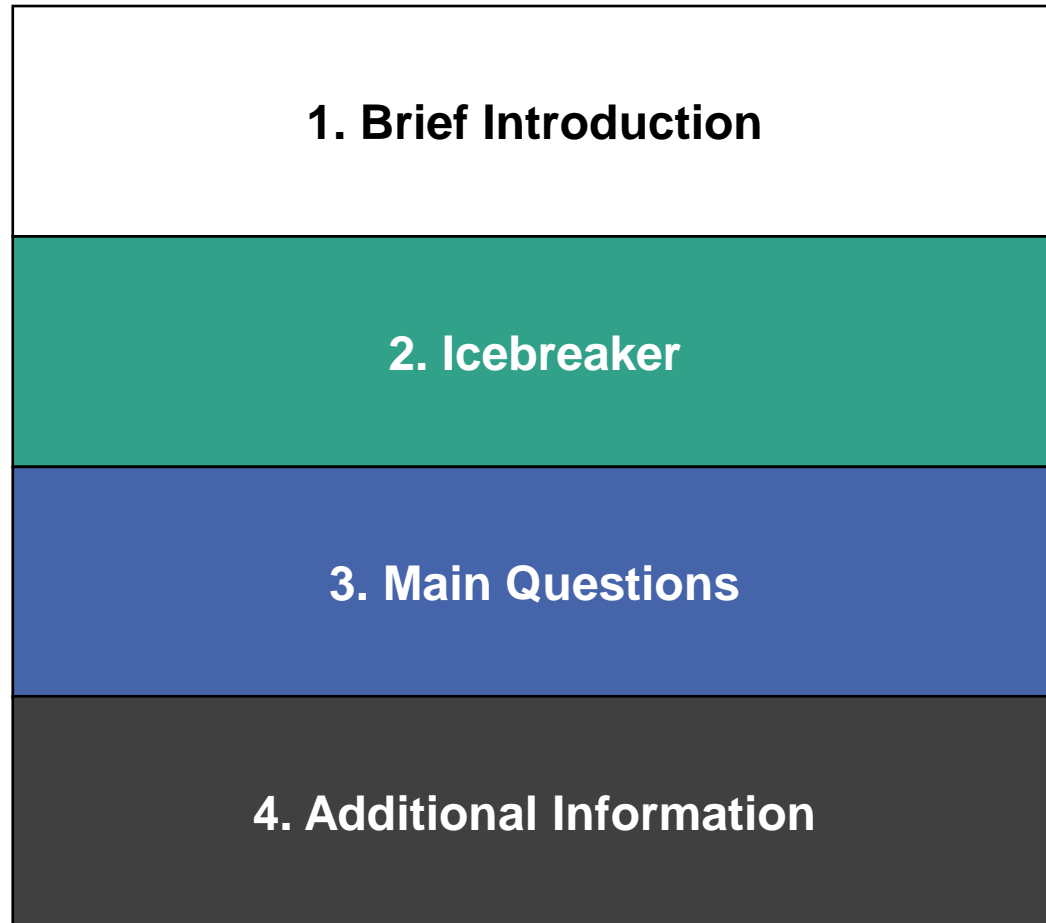 1. Brief Introduction
2. Icebreaker
3. Main Questions
4. Additional Information